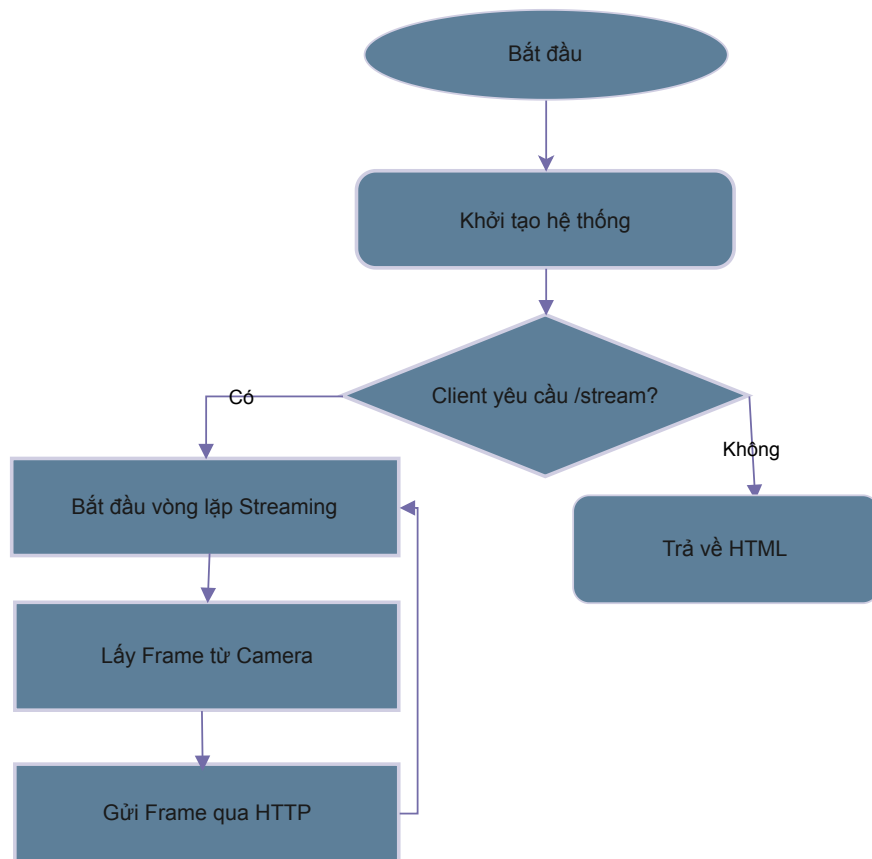 Bắt đầu
Khởi tạo hệ thống
Client yêu cầu /stream?
Có
Không
Bắt đầu vòng lặp Streaming
Trả về HTML
Lấy Frame từ Camera
Gửi Frame qua HTTP